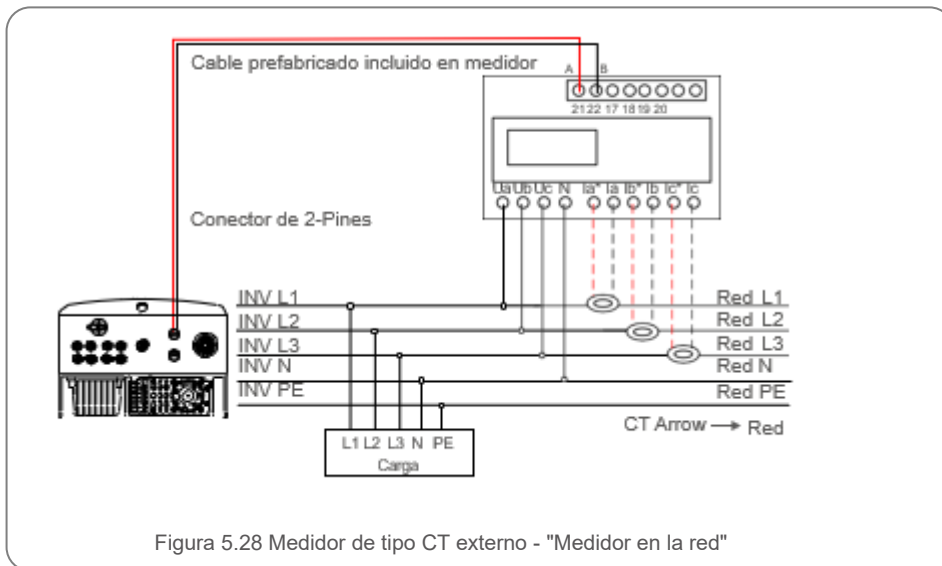 Cable prefabricado incluido en medidor
A B
21 22 17 18 19 20
Ua Ub Uc N Ia* Ia Ib* Ib Ic* Ic
Conector de 2-Pines
INV L1 Red L1
INV L2 Red L2
INV L3 Red L3
INV N Red N
INV PE Red PE
CT Arrow → Red
L1 L2 L3 N PE
Carga
Figura 5.28 Medidor de tipo CT externo - "Medidor en la red"